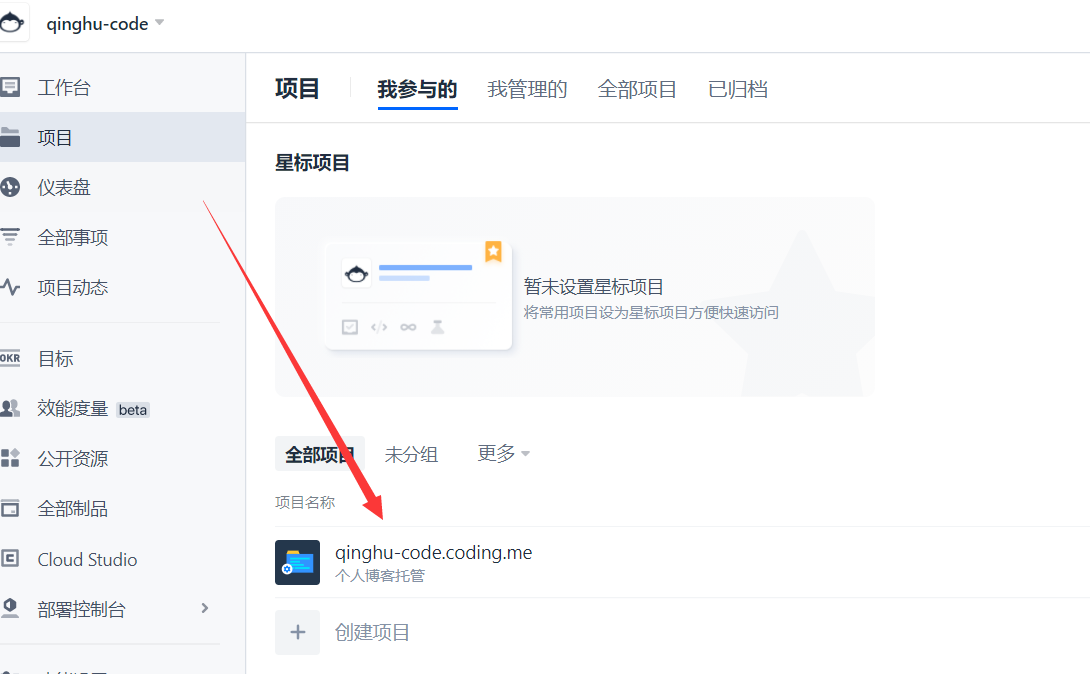 qinghu-code
工作台
项目
仪表盘
全部事项
项目动态
OKR 目标
效能度量 beta
公开资源
全部制品
Cloud Studio
部署控制台
项目 我参与的 我管理的 全部项目 已归档
星标项目
暂未设置星标项目
将常用项目设为星标项目方便快速访问
全部项目 未分组 更多
项目名称
qinghu-code.coding.me
个人博客托管
创建项目